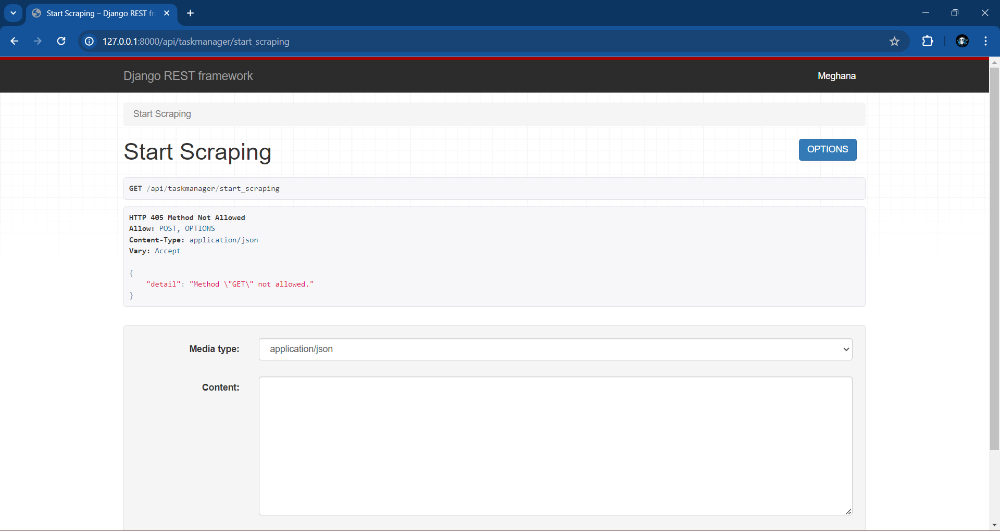 Start Scraping – Django REST fr
127.0.0.1:8000/api/taskmanager/start_scraping
Django REST framework
Meghana
Start Scraping
Start Scraping
OPTIONS
GET /api/taskmanager/start_scraping
HTTP 405 Method Not Allowed
Allow: POST, OPTIONS
Content-Type: application/json
Vary: Accept
{
"detail": "Method \"GET\" not allowed."
}
Media type:
application/json
Content: